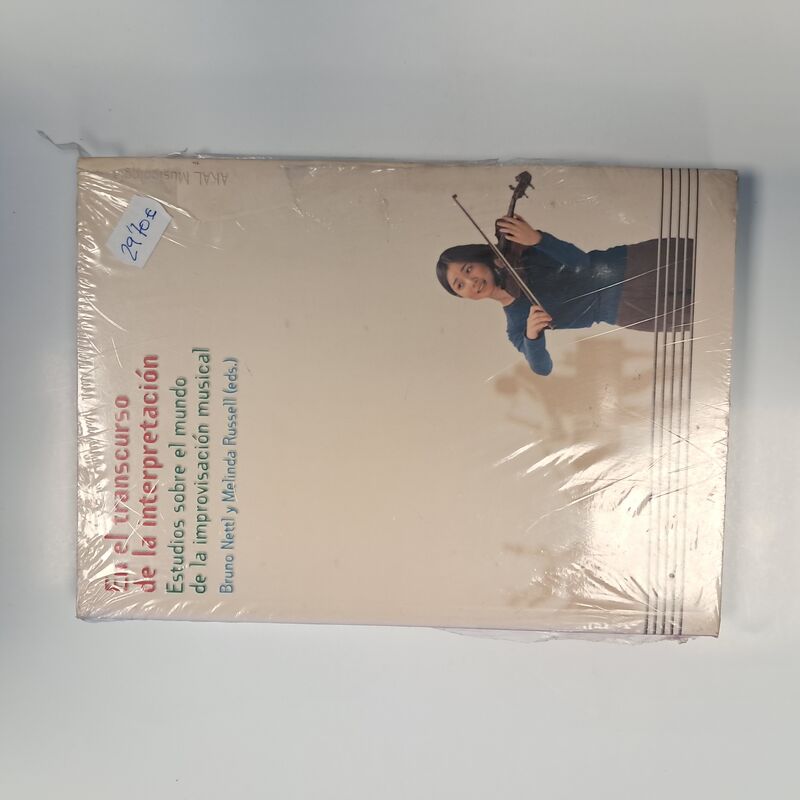 En el transcurso
de la interpretación
Estudios sobre el mundo
de la improvisación musical
Bruno Nettl y Melinda Russell (eds.)
AKAL Musicología
29'70€